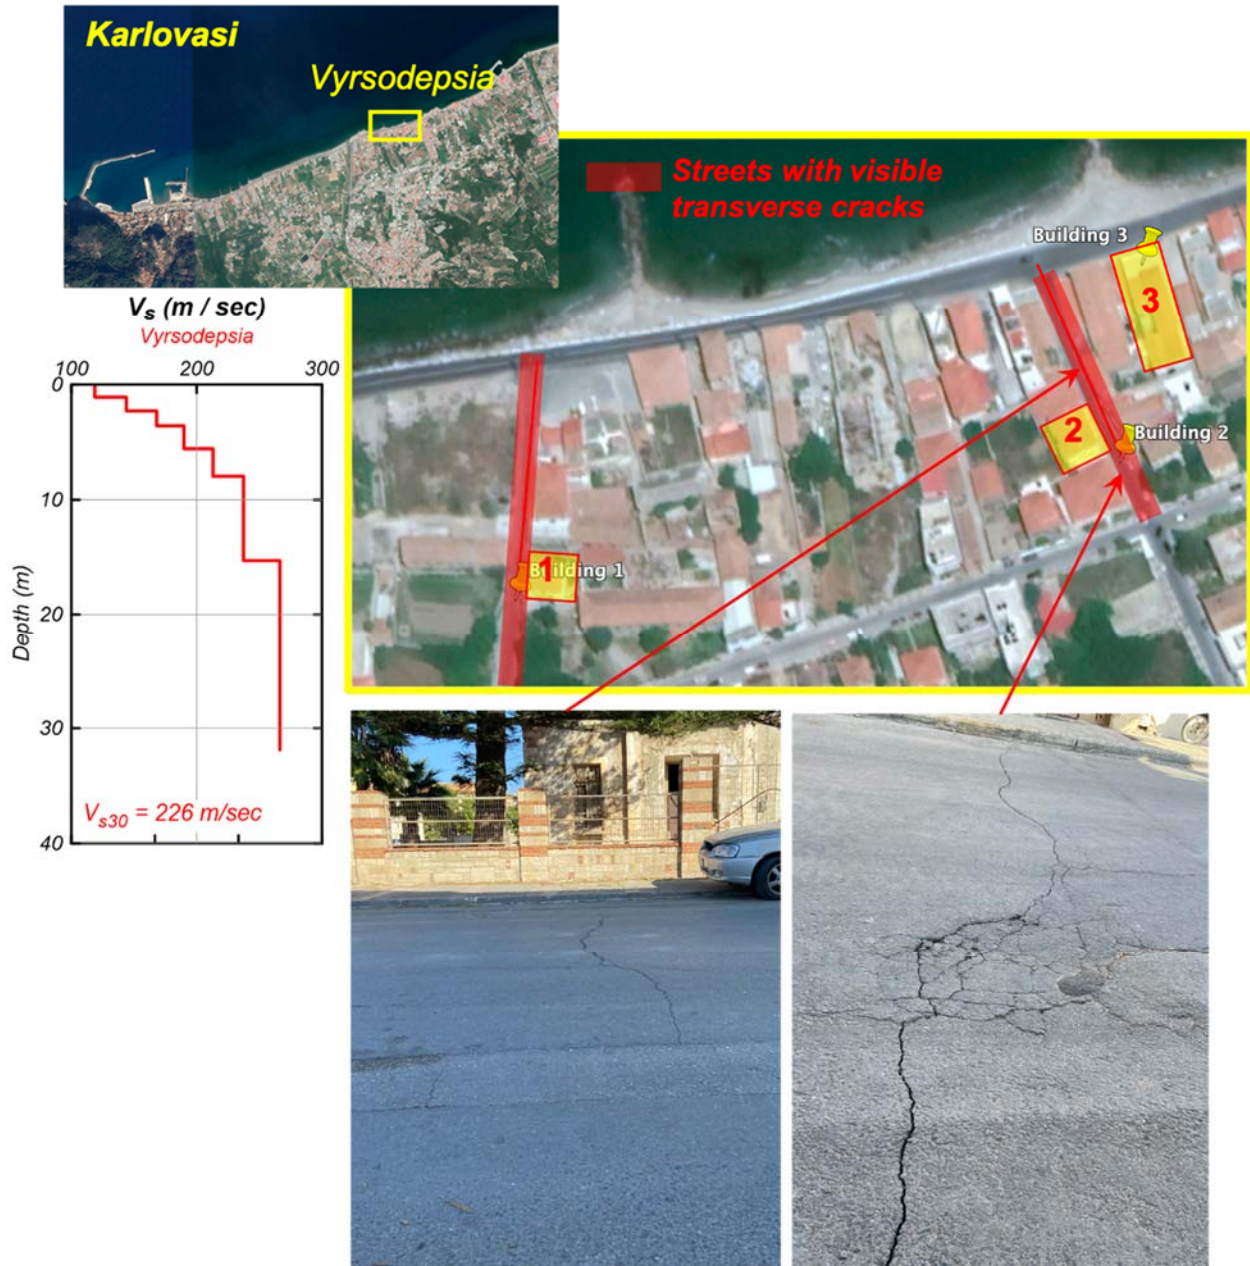 Karlovasi
Vyrsodepsia
Streets with visible
transverse cracks
Building 3
3
2
Building 2
1
Building 1
Vs (m / sec)
Vyrsodepsia
100 200 300
0
10
20
30
40
Depth (m)
Vs30 = 226 m/sec